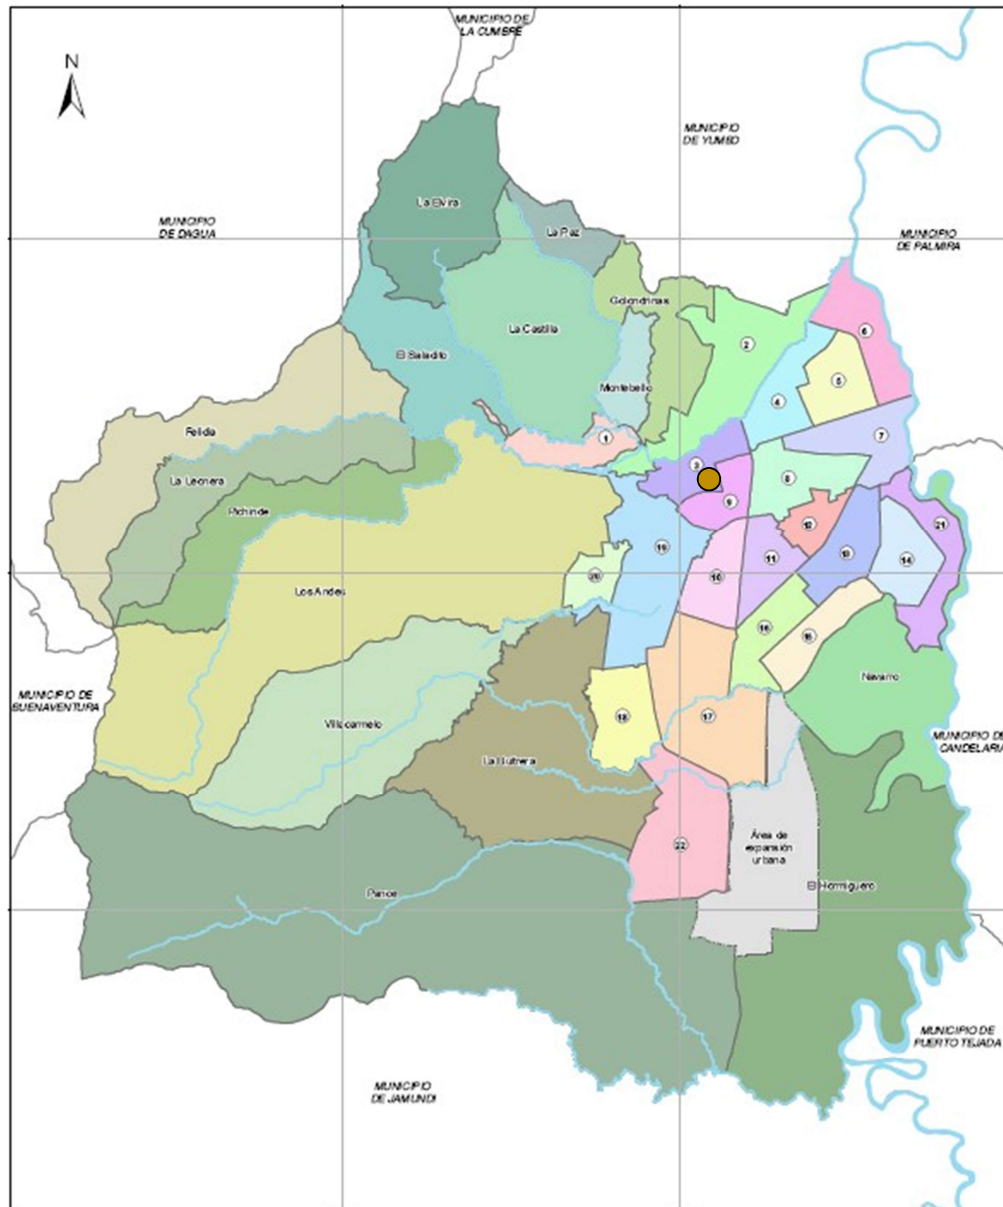 MUNICIPIO DE
LA CUMBRE
N
MUNICIPIO
DE YUMBO
La Elvira
MUNICIPIO
DE DAGUA
La Paz
MUNICIPIO
DE PALMIRA
Golondrinas
La Castilla
6
2
El Saladito
5
Montebello
4
Felidia
1
7
3
La Leonera
8
9
Pichinde
21
12
19
13
11
14
20
10
Los Andes
16
15
Navarro
MUNICIPIO DE
BUENAVENTURA
18
17
Villacarmelo
MUNICIPIO DE
CANDELARIA
La Buitrera
Área de
expansión
urbana
22
El Hormiguero
Pance
MUNICIPIO DE
PUERTO TEJADA
MUNICIPIO
DE JAMUNDI